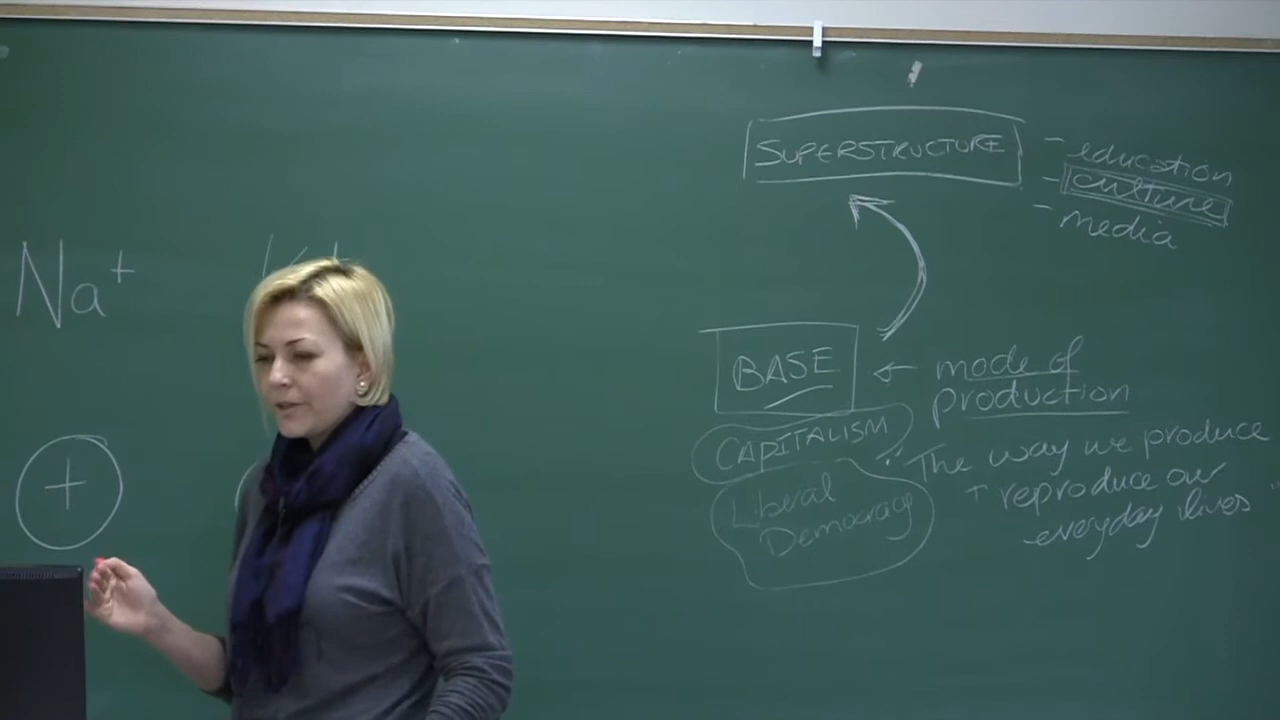 SUPERSTRUCTURE
- education
- culture
- media
Na+
BASE
← mode of
production
CAPITALISM
"The way we produce
+ reproduce our
everyday lives"
Liberal
Democracy
+